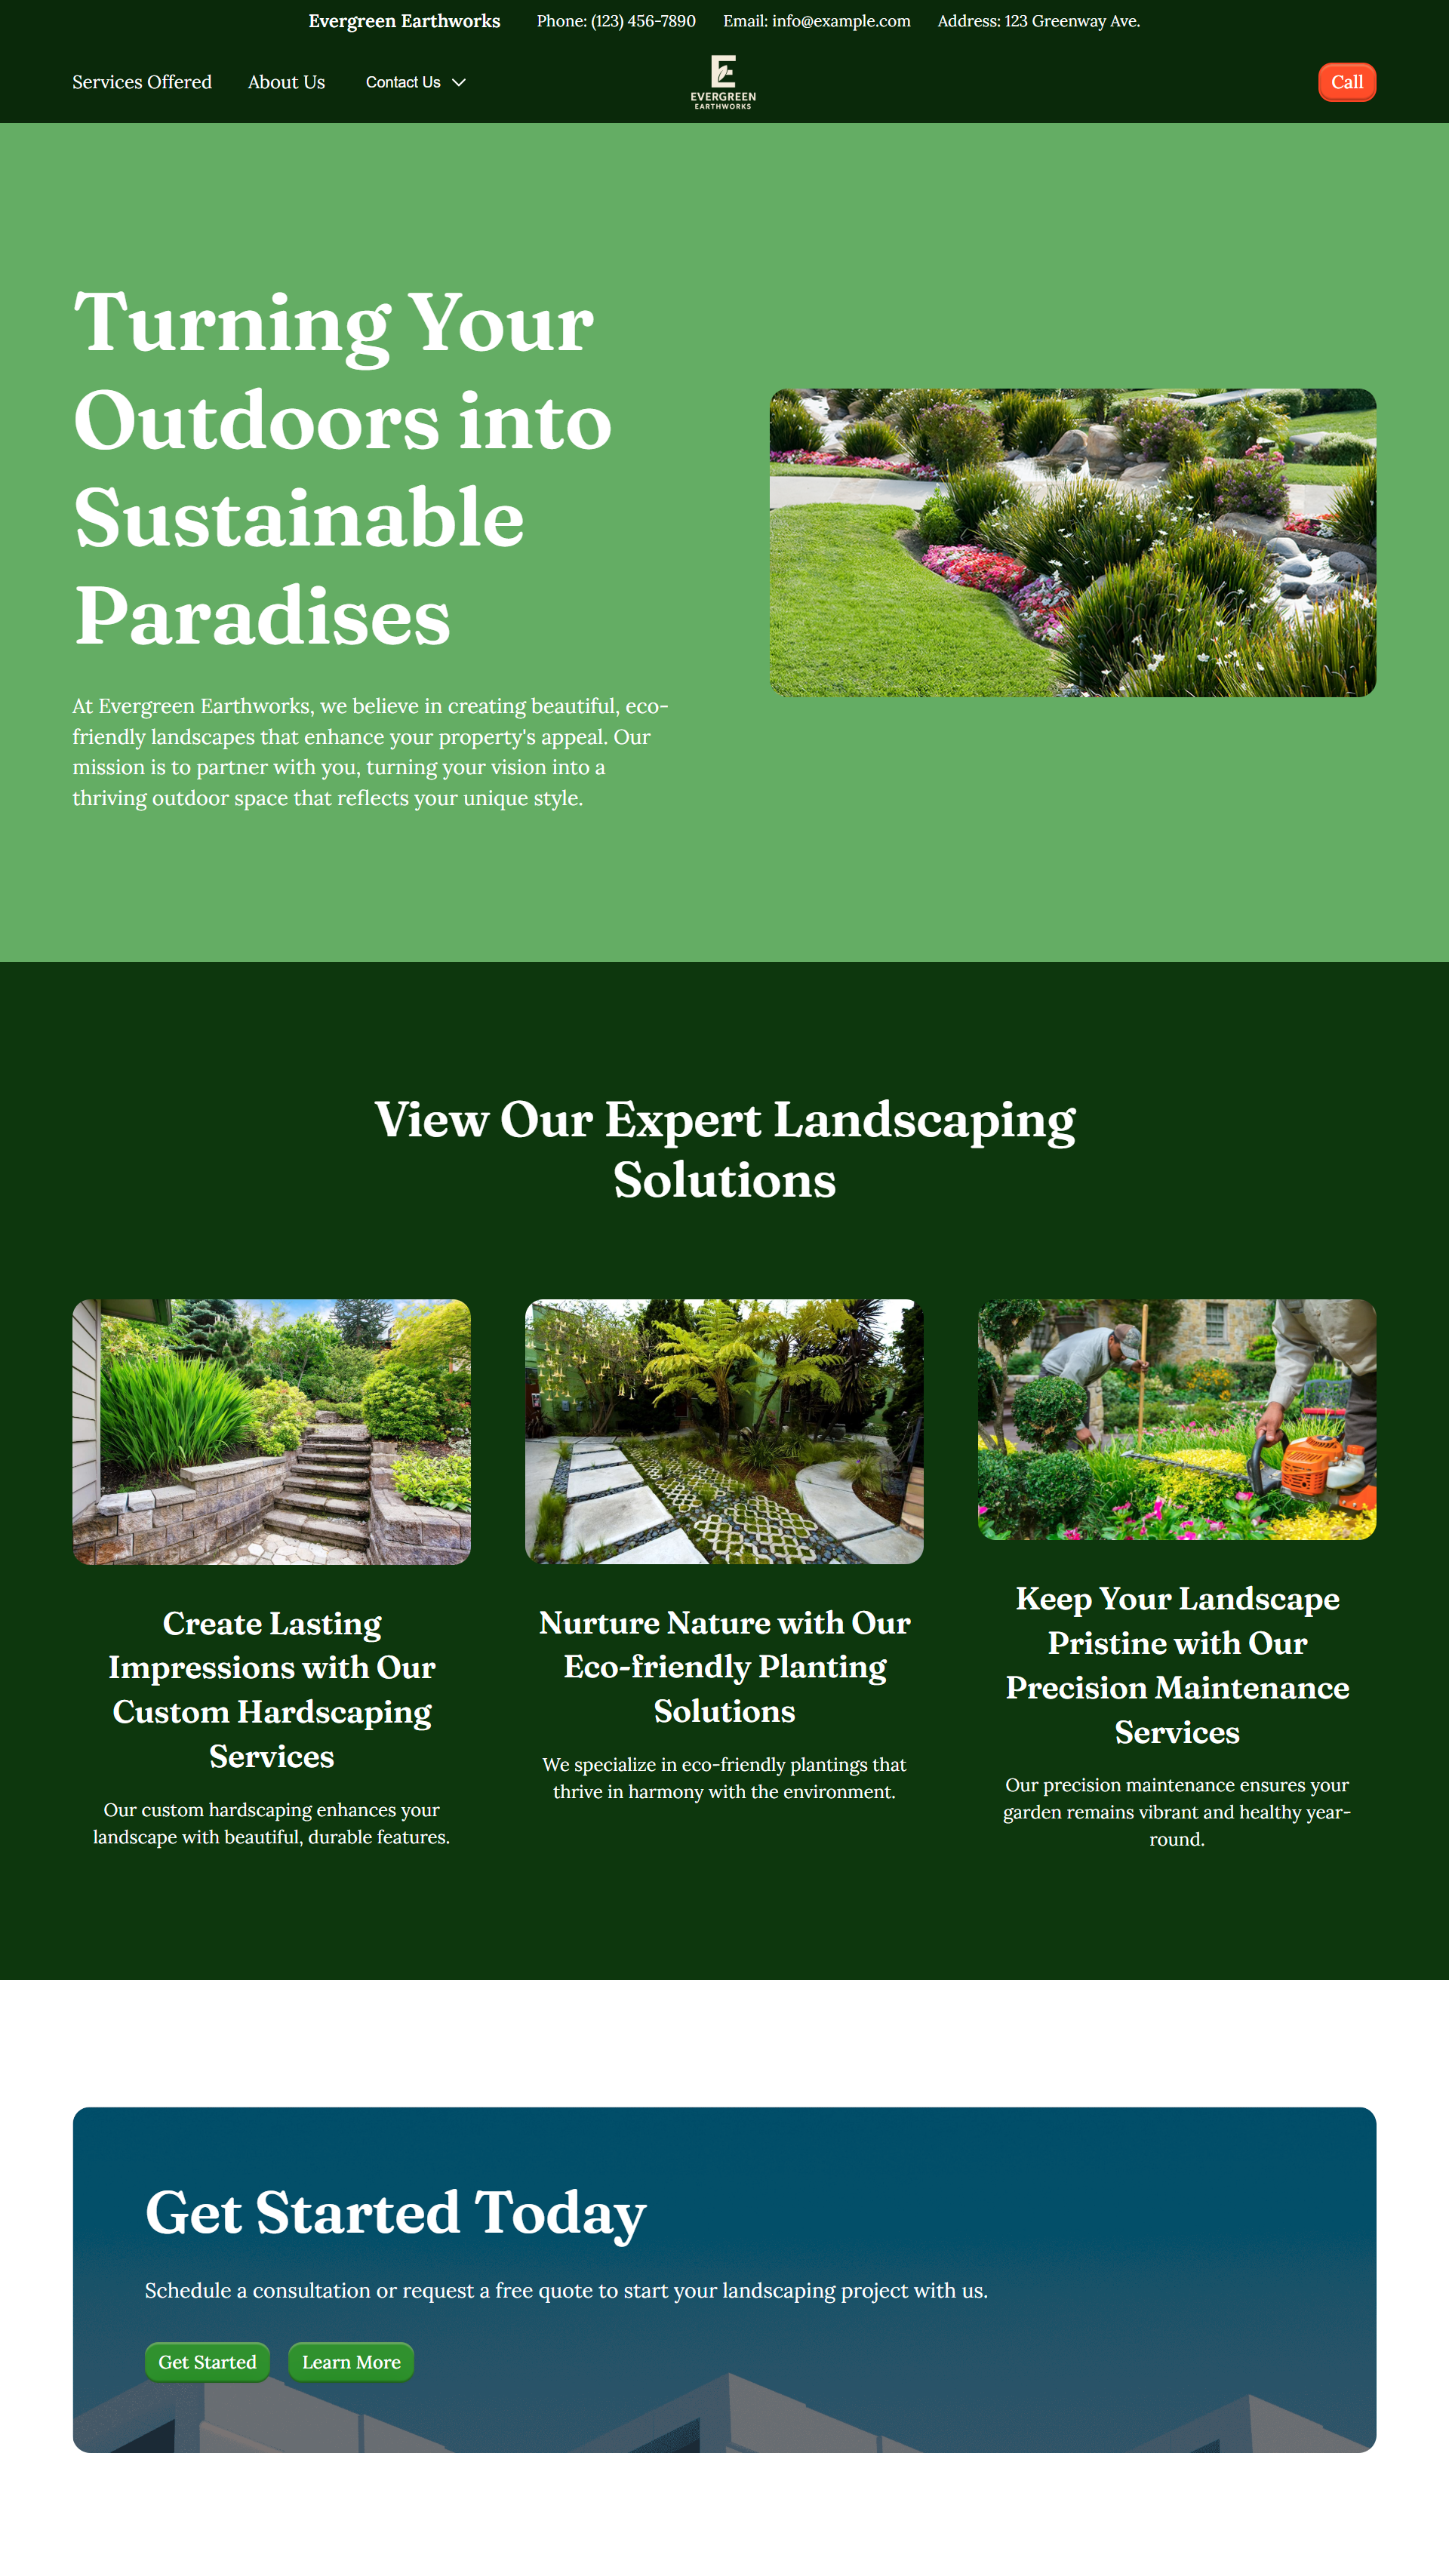 Evergreen Earthworks Phone: (123) 456-7890 Email: info@example.com Address: 123 Greenway Ave.
Services Offered About Us Contact Us
E
EVERGREEN
EARTHWORKS
Call
Turning Your
Outdoors into
Sustainable
Paradises
At Evergreen Earthworks, we believe in creating beautiful, eco-
friendly landscapes that enhance your property's appeal. Our
mission is to partner with you, turning your vision into a
thriving outdoor space that reflects your unique style.
View Our Expert Landscaping
Solutions
Create Lasting
Impressions with Our
Custom Hardscaping
Services
Our custom hardscaping enhances your
landscape with beautiful, durable features.
Nurture Nature with Our
Eco-friendly Planting
Solutions
We specialize in eco-friendly plantings that
thrive in harmony with the environment.
Keep Your Landscape
Pristine with Our
Precision Maintenance
Services
Our precision maintenance ensures your
garden remains vibrant and healthy year-
round.
Get Started Today
Schedule a consultation or request a free quote to start your landscaping project with us.
Get Started Learn More